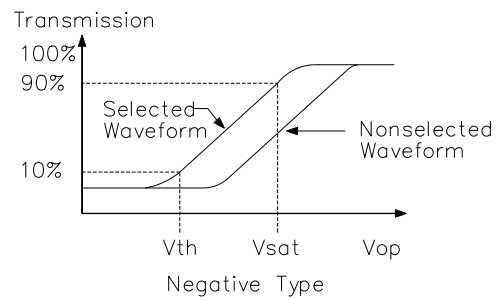 Transmission
100%
90%
Selected
Waveform
Nonselected
Waveform
10%
Vth
Vsat
Vop
Negative Type